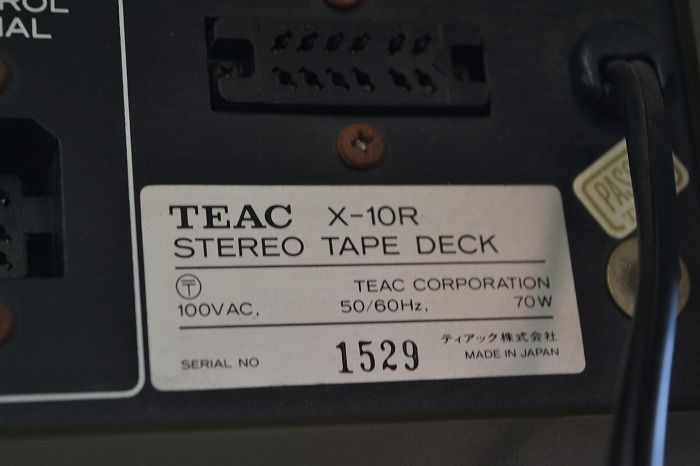 TEAC X-10R
STEREO TAPE DECK
〒 TEAC CORPORATION
100VAC, 50/60Hz, 70W
ティアック株式会社
SERIAL NO 1529 MADE IN JAPAN